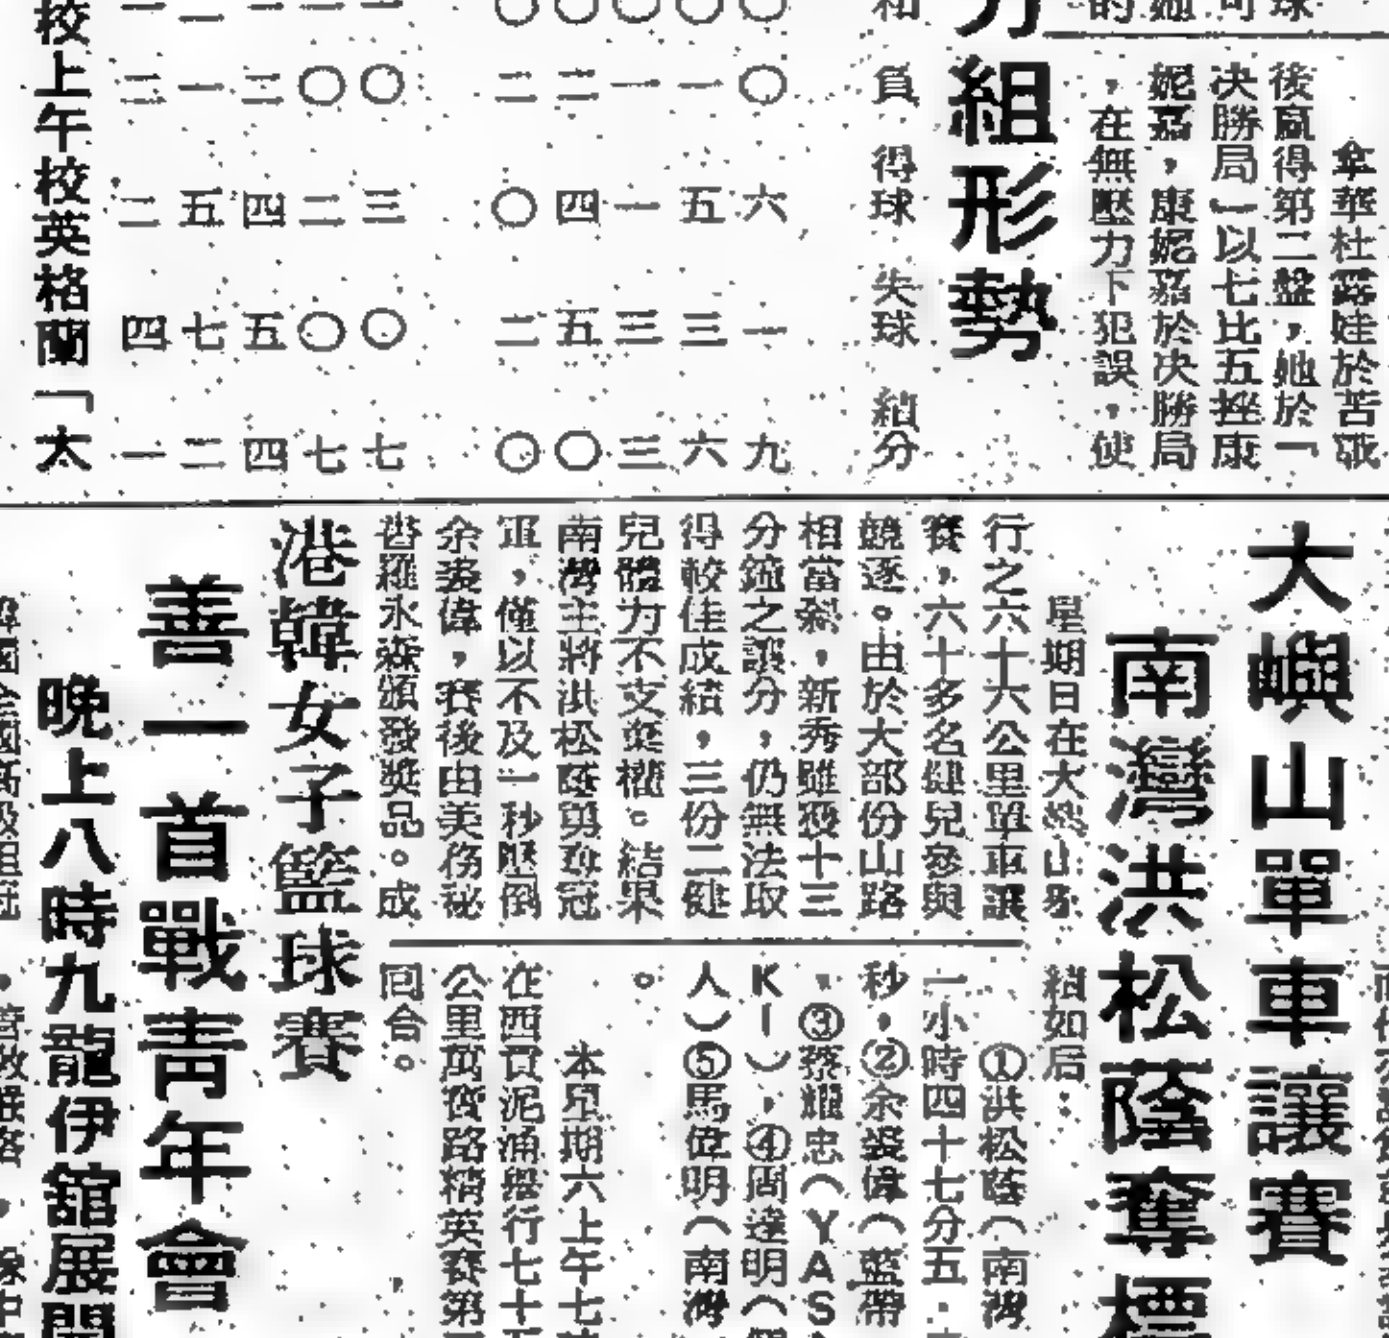 傘華杜露娃於苦戰
後贏得第二盤，她於「
決勝局」以七比五挫康
妮嘉，康妮嘉於決勝局
，在無壓力下犯誤，使
組形勢
負 得球 失球 積分
〇 六 一 九
一 五 三 六
一 一 三 三
二 四 五 〇
二 〇 二 〇
〇 三 〇 七
〇 二 〇 七
三 四 五 四
一 五 七 二
三 二 四 一
校上午校英格蘭「太
大嶼山單車讓賽
南灣洪松蔭奪標
星期日在大嶼山舉
行之六十六公里單車讓
賽，六十多名健兒參與
競逐。由於大部份山路
相當斜，新秀雖獲十三
分鐘之讓分，仍無法取
得較佳成績，三份二健
兒體力不支棄權。結果
南灣主將洪松蔭勇奪冠
軍，僅以不及一秒壓倒
余裘偉，賽後由美孚秘
書羅永森頒發獎品。成
績如后：
①洪松蔭（南灣
一小時四十七分五．
秒，②余裘偉（藍帶
，③蔡耀忠（YAS
KI），④周達明（
人）⑤馬偉明（南灣
。
本星期六上午七
在西貢泥涌舉行七十
公里萬賓路精英賽第
回合。
港韓女子籃球賽
善一首戰青年會
晚上八時九龍伊館展開